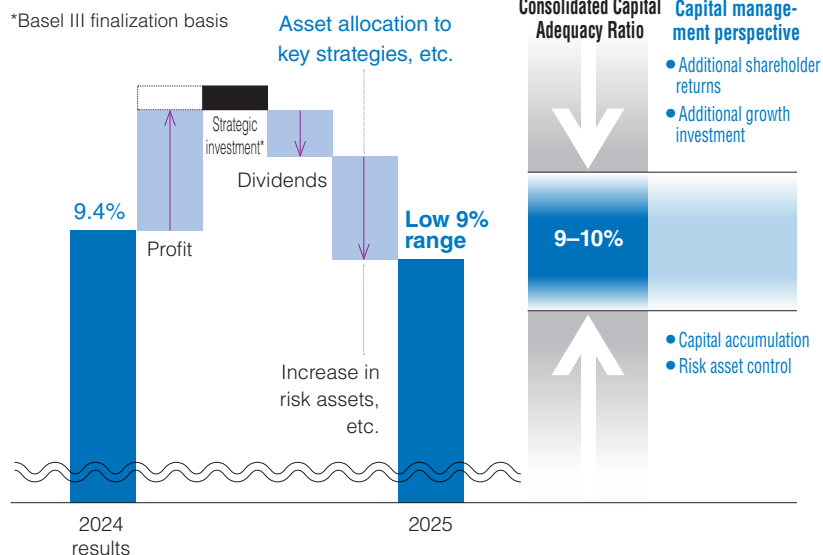 *Basel III finalization basis
Asset allocation to
key strategies, etc.
Strategic
investment*
Dividends
9.4%
Profit
Low 9%
range
Increase in
risk assets,
etc.
2024
results
2025
Consolidated Capital
Adequacy Ratio
9–10%
Capital manage-
ment perspective
● Additional shareholder
returns
● Additional growth
investment
● Capital accumulation
● Risk asset control